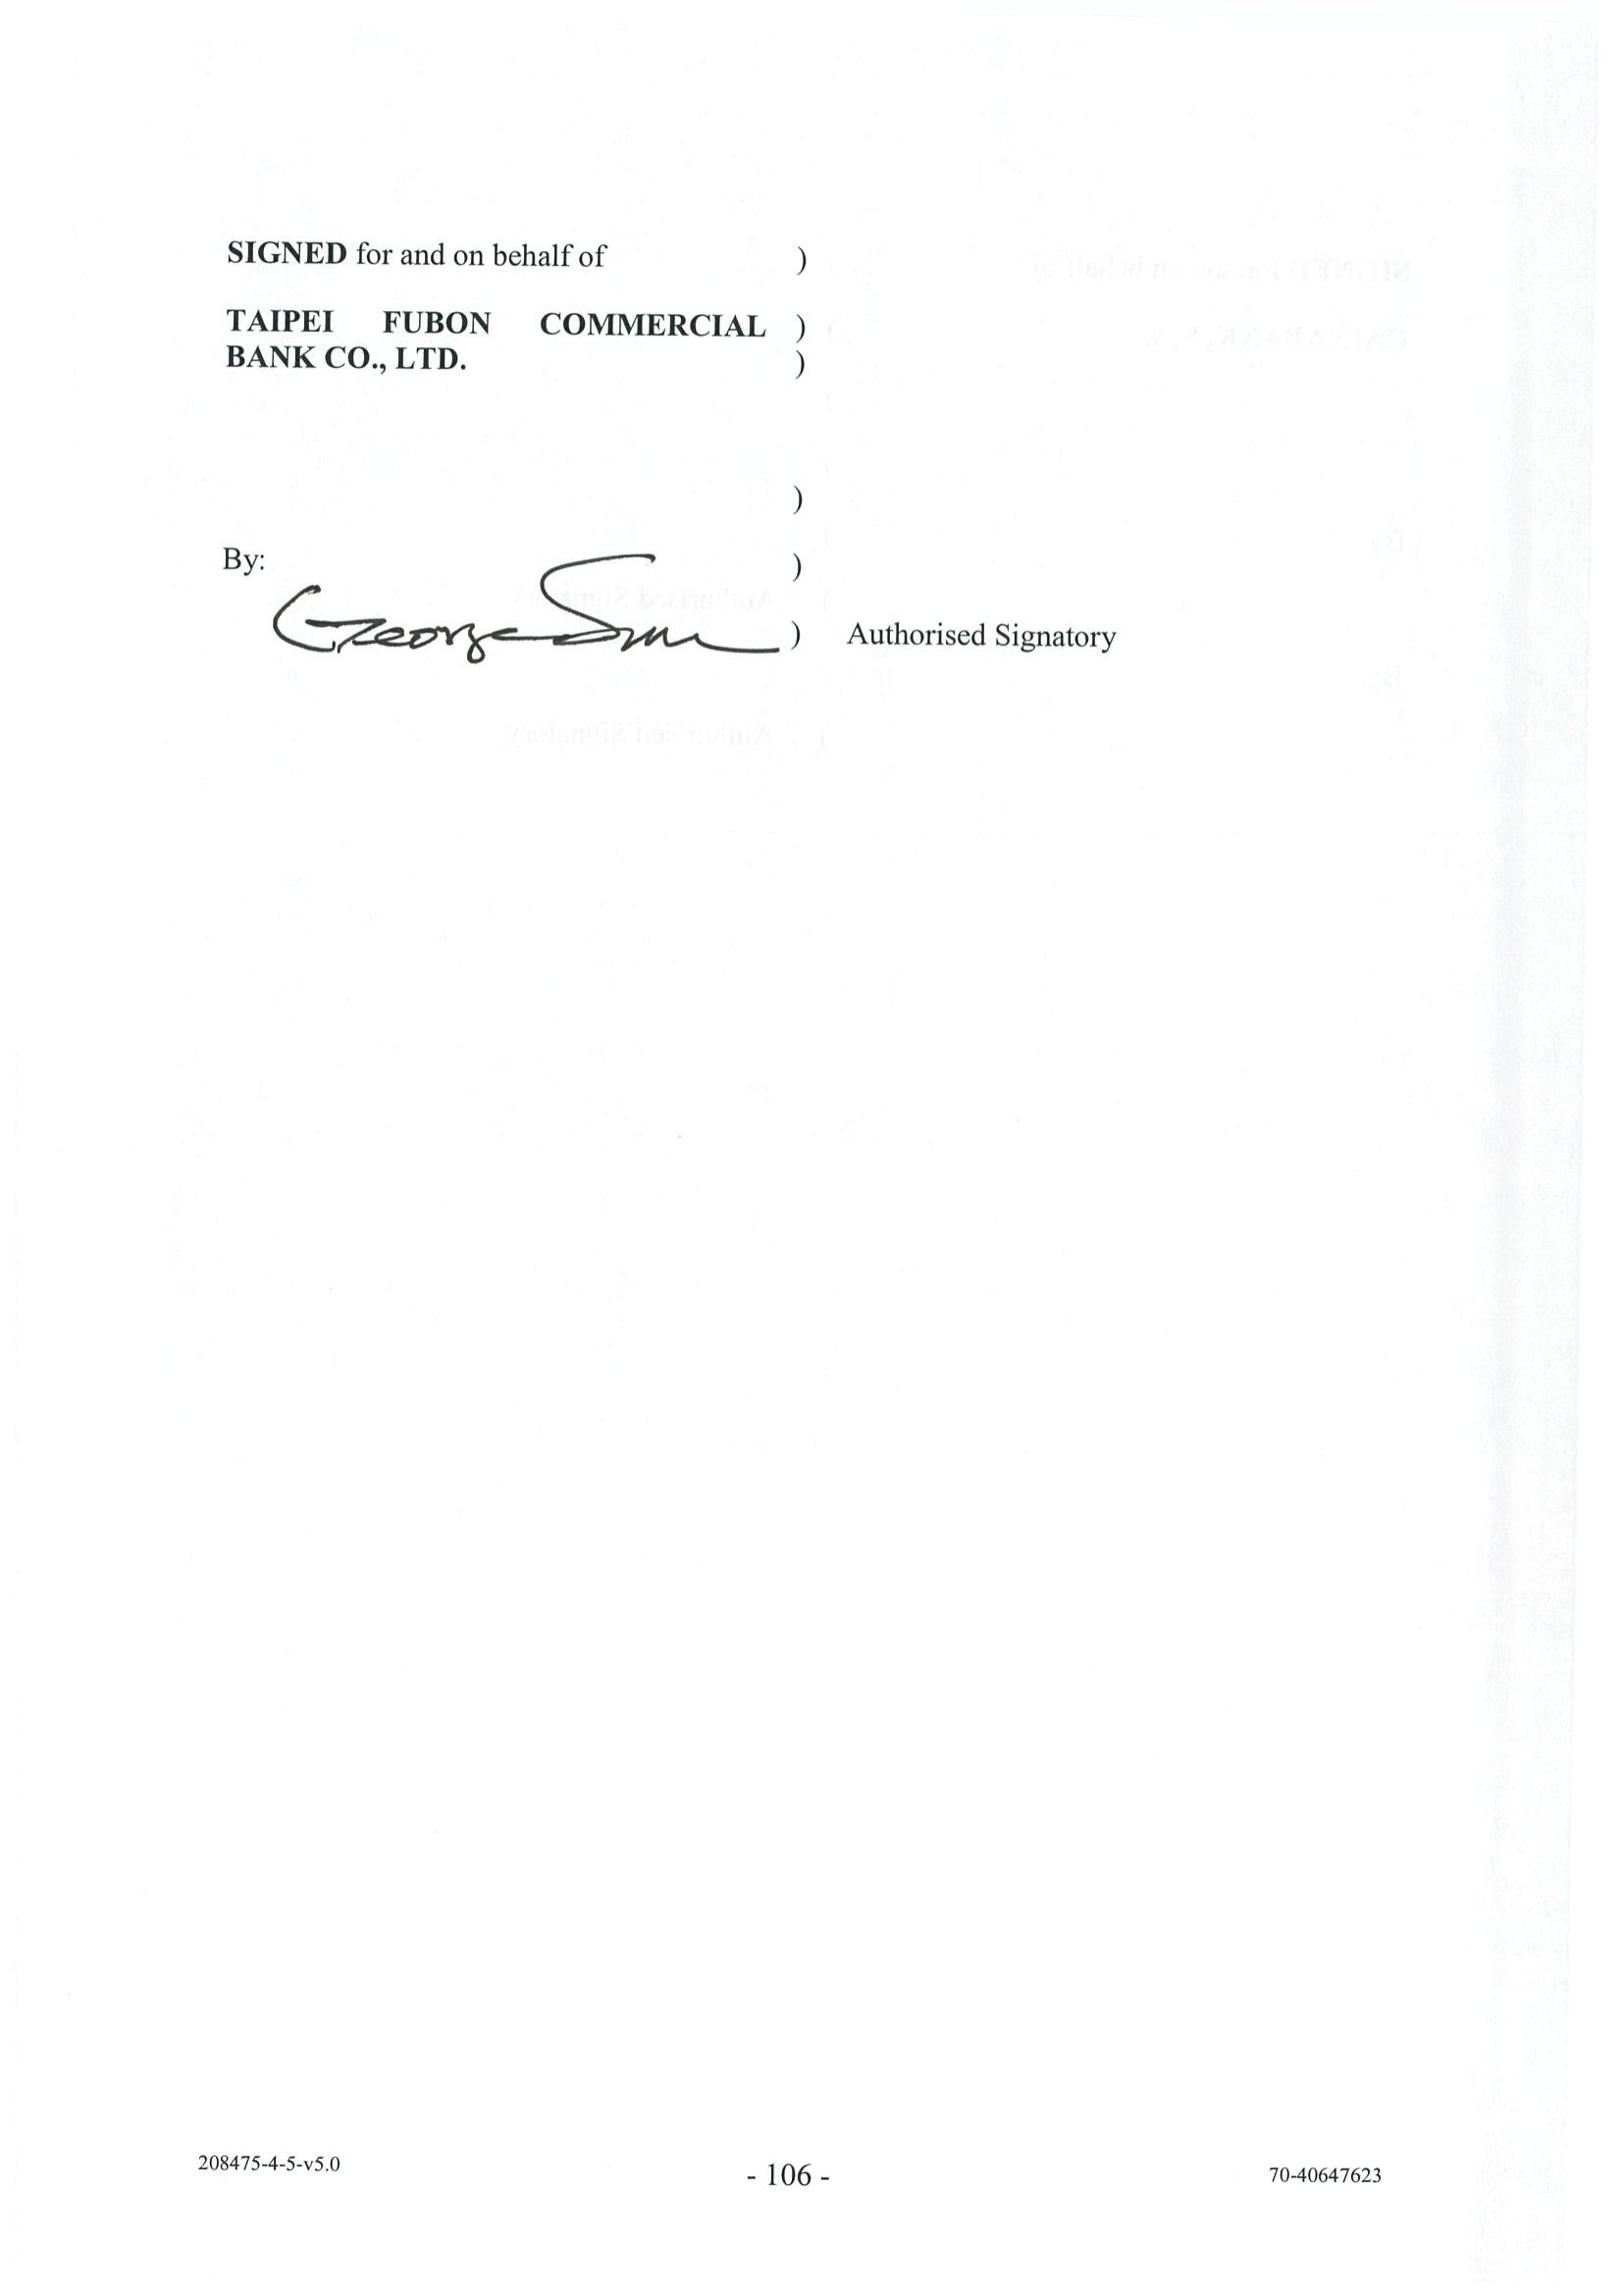 SIGNED for and on behalf of )
TAIPEI FUBON COMMERCIAL )
BANK CO., LTD. )
)
By: )
George Sun ) Authorised Signatory
208475-4-5-v5.0
- 106 -
70-40647623